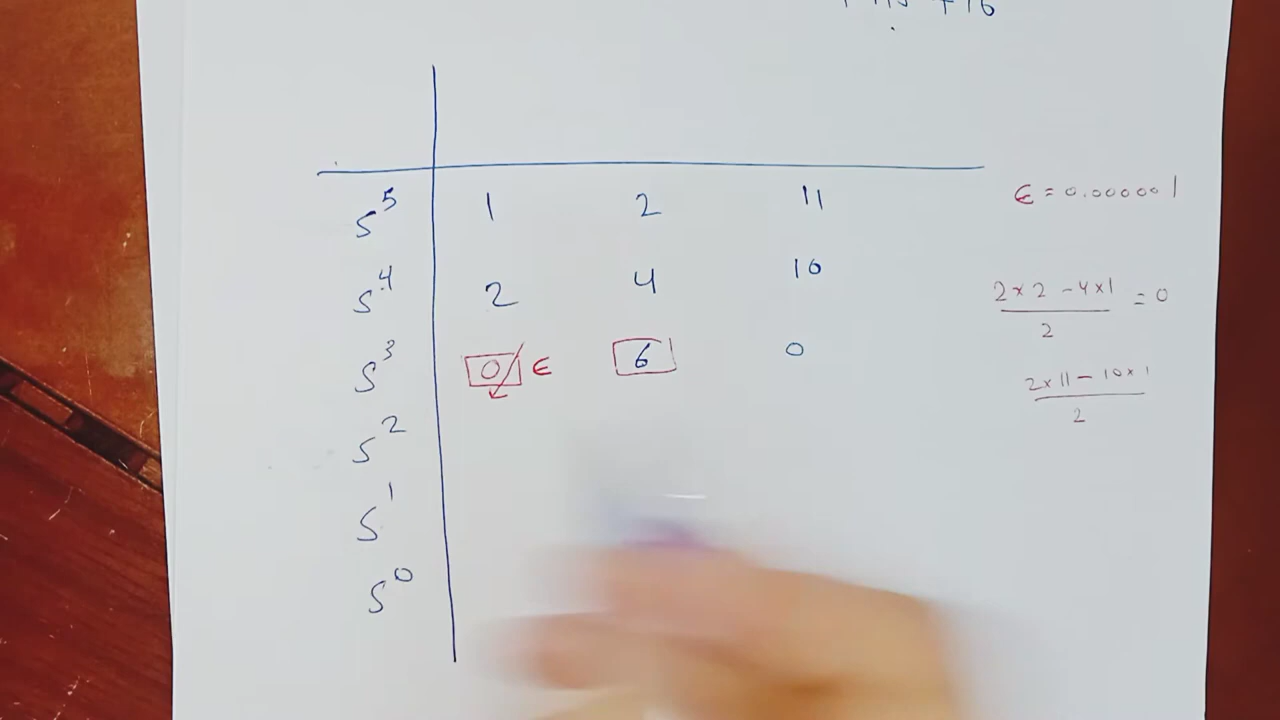 + 16
S^5 1 2 11
S^4 2 4 10
S^3 0 ϵ 6 0
S^2
S^1
S^0
ϵ = 0.000001
2 × 2 - 4 × 1 / 2 = 0
2 × 11 - 10 × 1 / 2